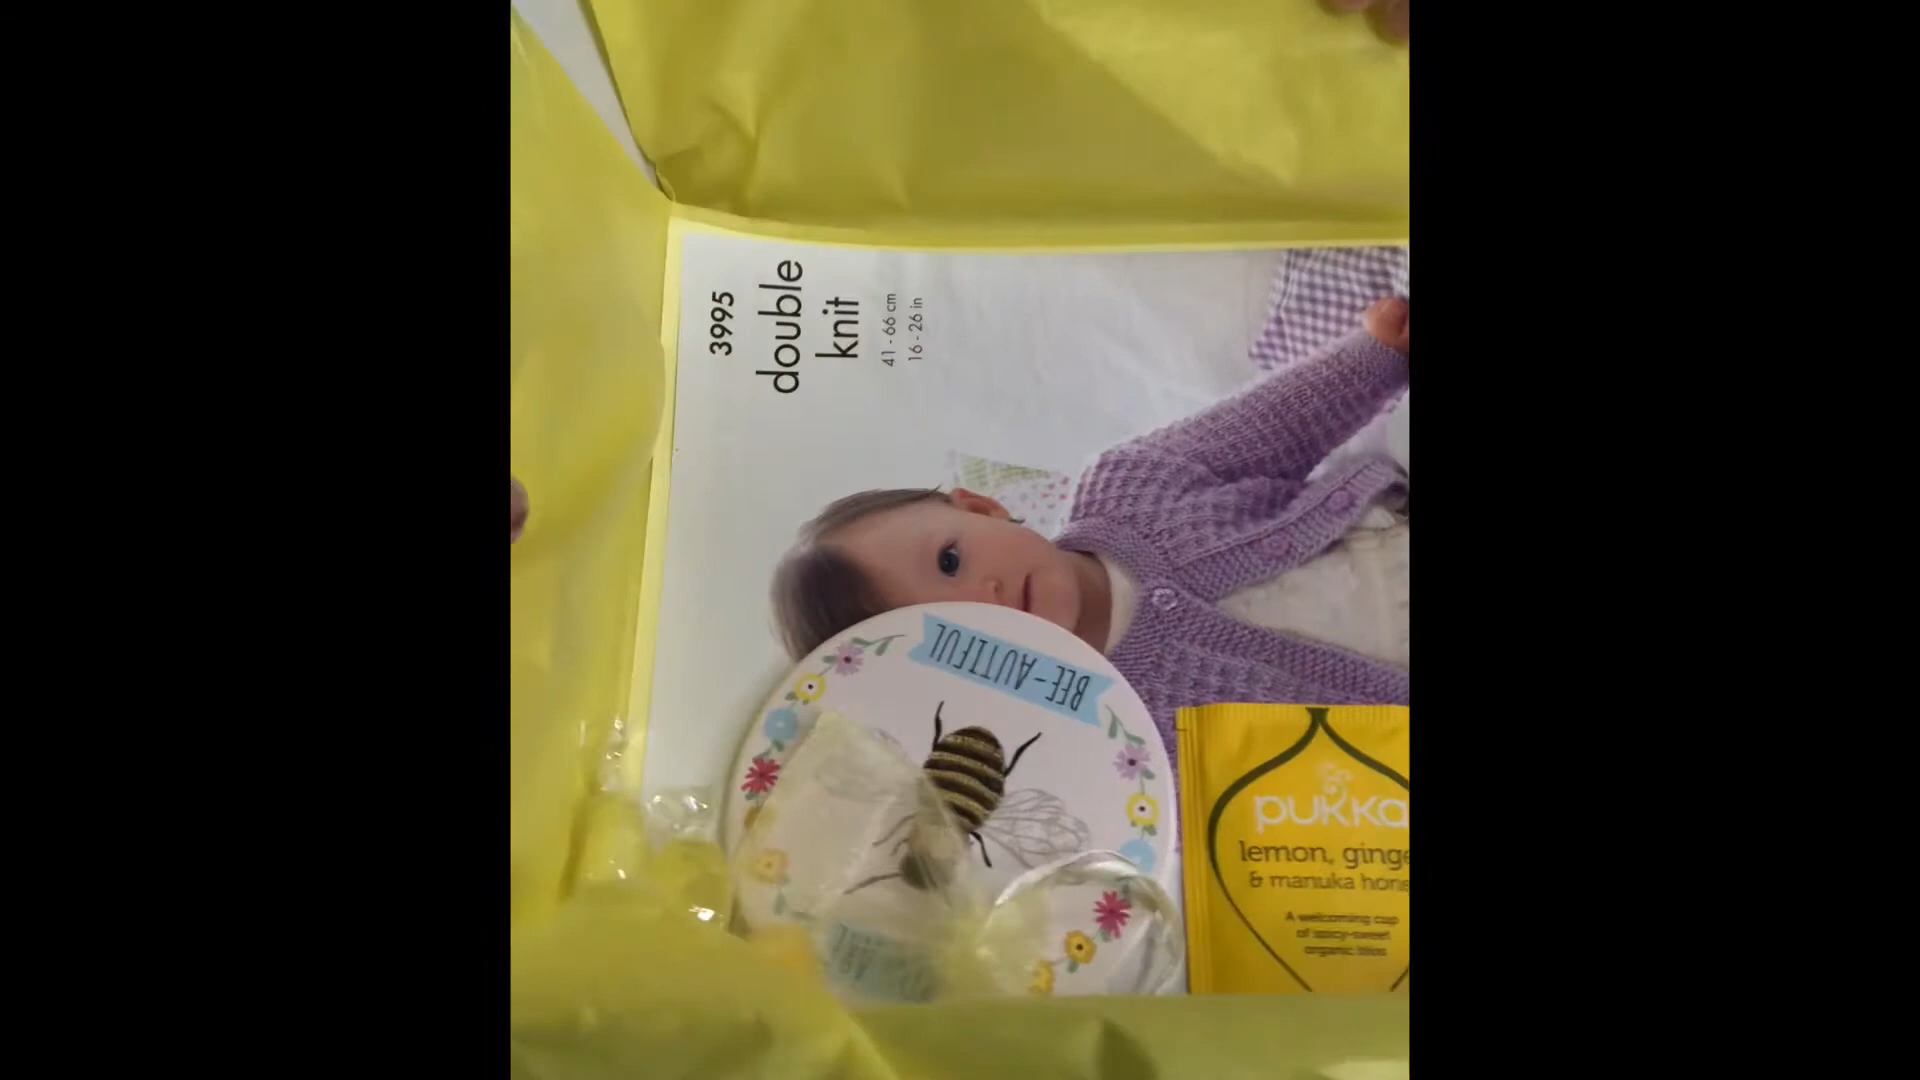 3995
double
knit
41 - 66 cm
16 - 26 in
BEE-AUTIFUL
pukka
lemon, ginge
& manuka hone
A welcoming cup
of spicy-sweet
organic bliss